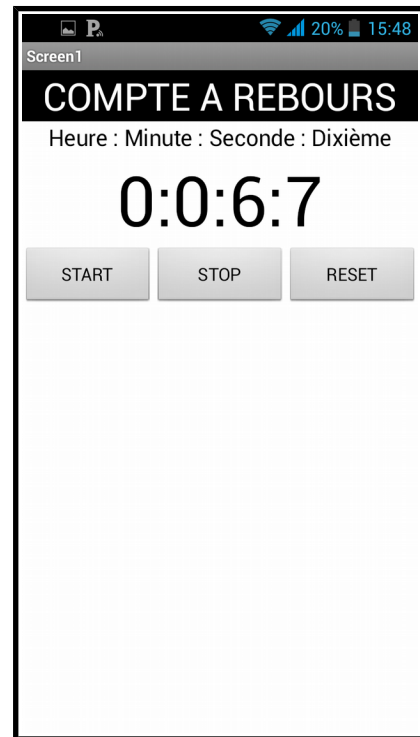 P 20% 15:48
Screen1
COMPTE A REBOURS
Heure : Minute : Seconde : Dixième
0:0:6:7
START STOP RESET